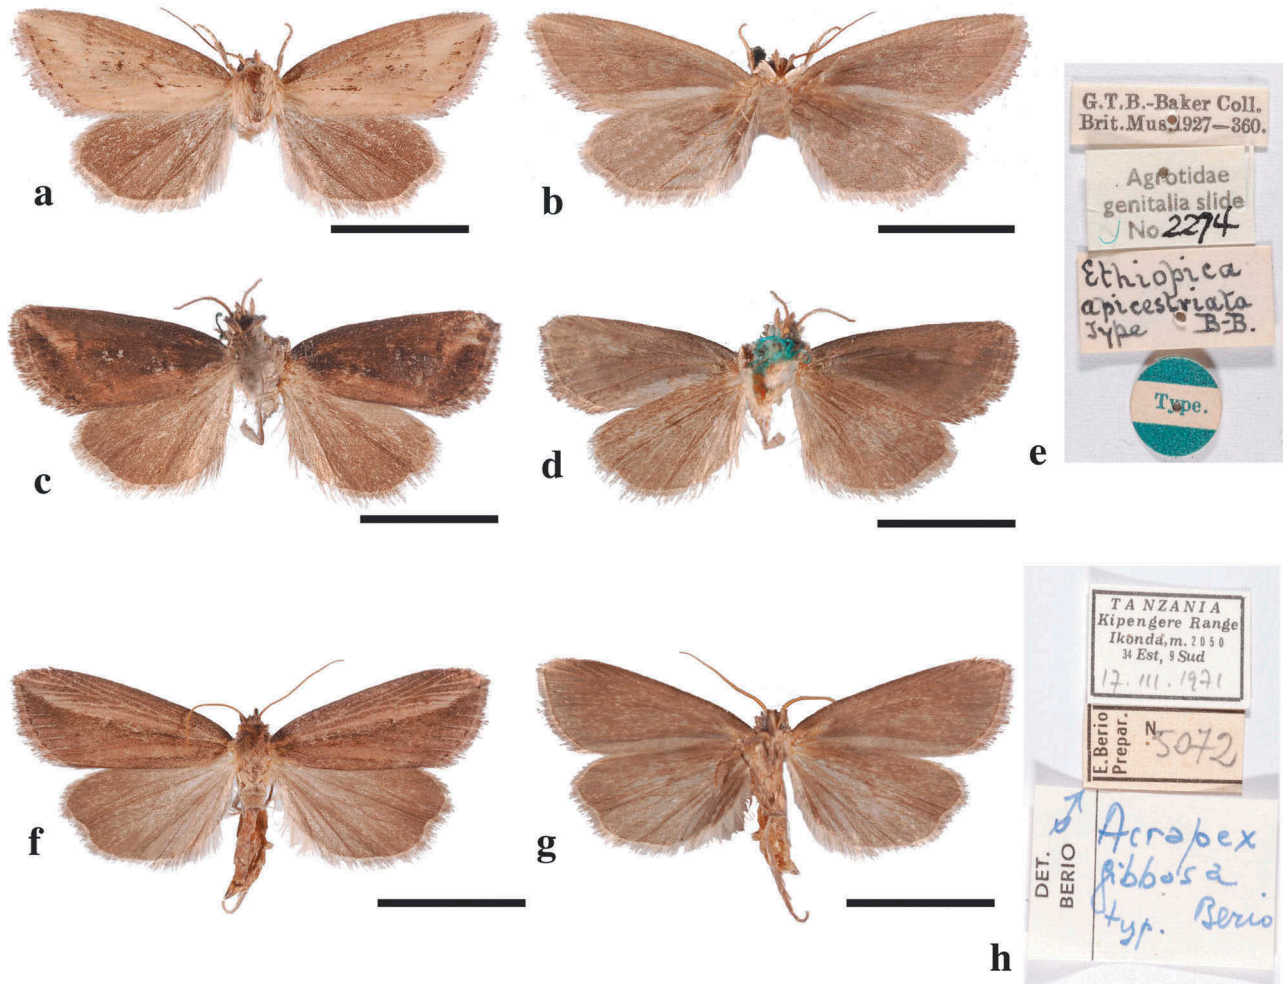 a
b
G.T.B.-Baker Coll.
Brit.Mus.1927—360.
Agrotidae
genitalia slide
No 2294
Ethiopica
apicestriata
Type B-B.
Type.
c
d
e
TANZANIA
Kipengere Range
Ikonda, m. 2050
34 Est, 9 Sud
17. III. 1971
E. Berio
Prepar.
N. 5072
f
g
DET.
BERIO
Acrapex
gibbosa
typ. Berio
h